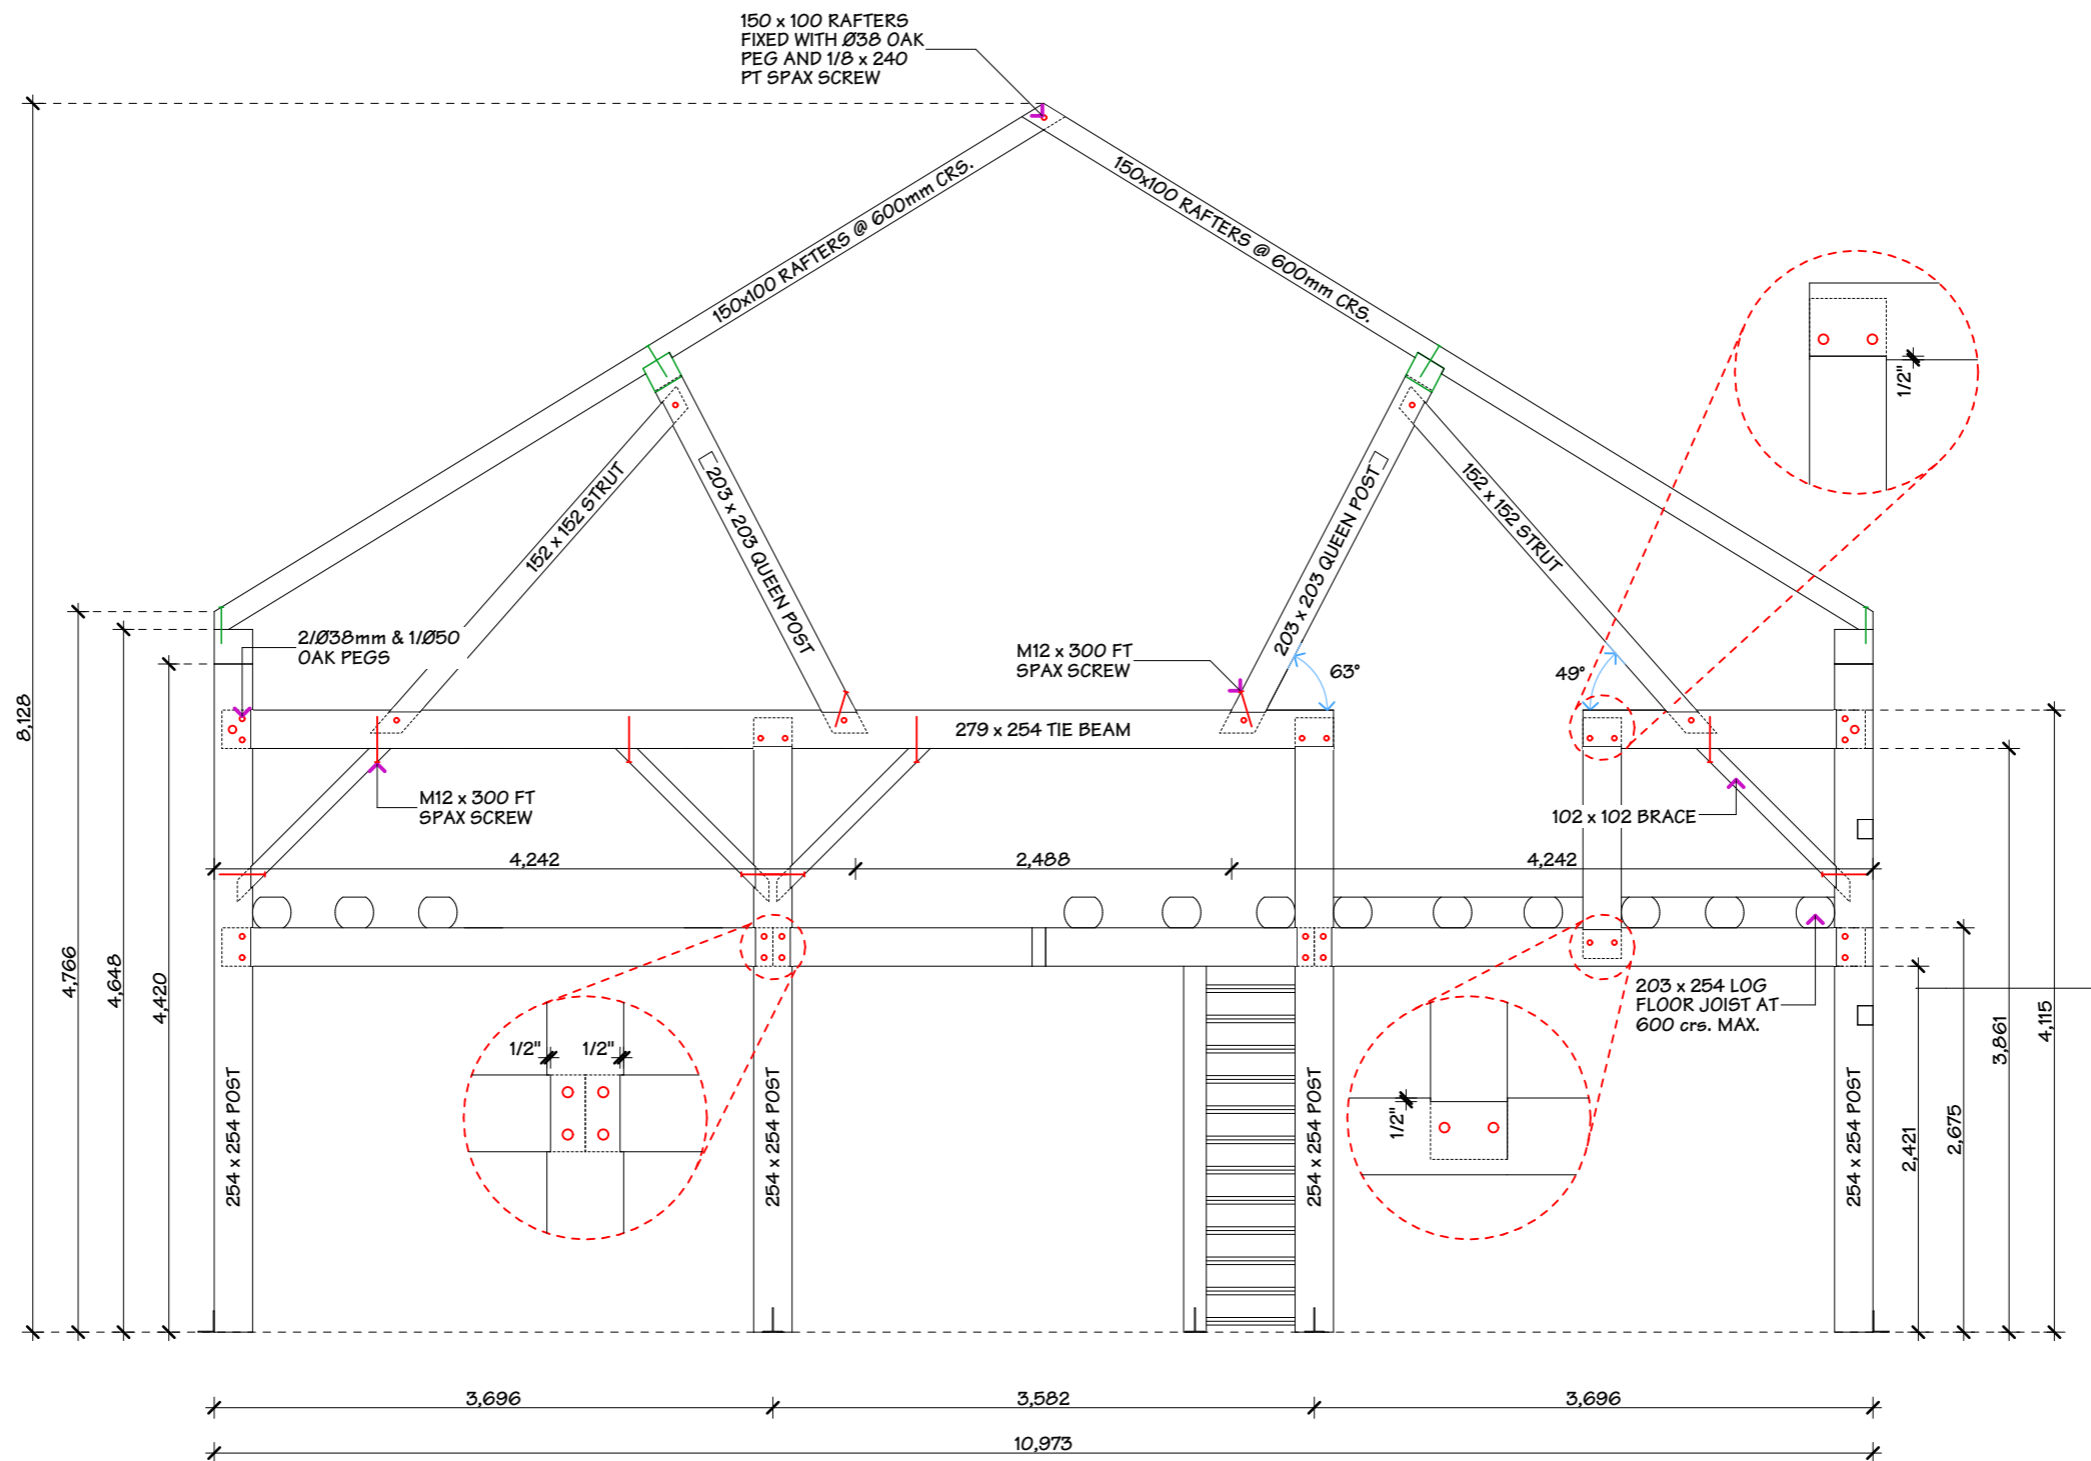 150 x 100 RAFTERS
FIXED WITH Ø38 OAK
PEG AND 1/8 x 240
PT SPAX SCREW
150x100 RAFTERS @ 600mm CRS.
150x100 RAFTERS @ 600mm CRS.
1/2"
152 x 152 STRUT
203 x 203 QUEEN POST
203 x 203 QUEEN POST
152 x 152 STRUT
2/Ø38mm & 1/Ø50
OAK PEGS
M12 x 300 FT
SPAX SCREW
63°
49°
279 x 254 TIE BEAM
M12 x 300 FT
SPAX SCREW
102 x 102 BRACE
4,242
2,488
4,242
8,128
4,766
4,648
4,420
203 x 254 LOG
FLOOR JOIST AT
600 crs. MAX.
1/2"
1/2"
1/2"
254 x 254 POST
254 x 254 POST
254 x 254 POST
254 x 254 POST
2,421
2,675
3,861
4,115
3,696
3,582
3,696
10,973